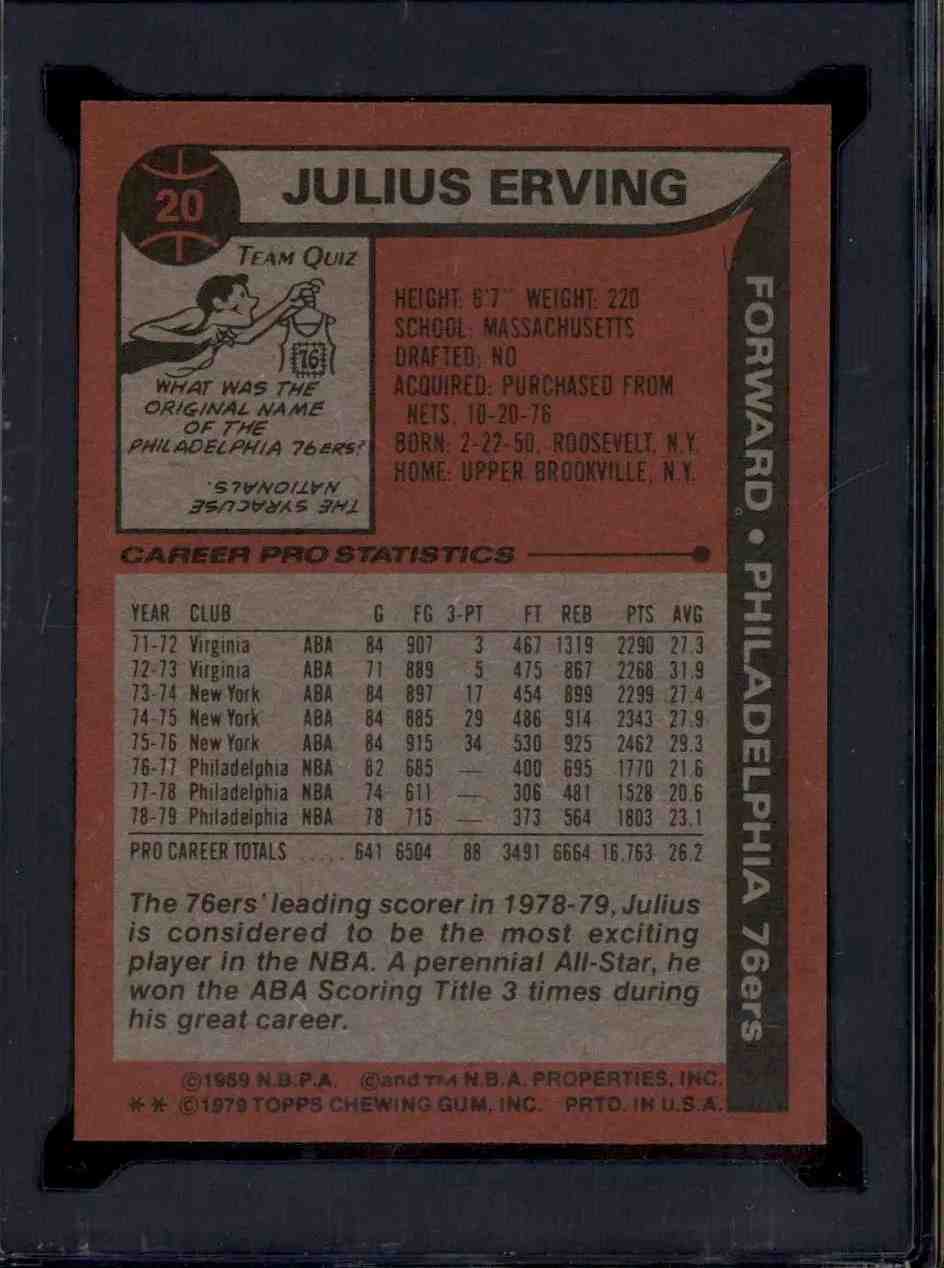 20
JULIUS ERVING
TEAM QUIZ
76
WHAT WAS THE
ORIGINAL NAME
OF THE
PHILADELPHIA 76ERS?
THE SYRACUSE
NATIONALS.
HEIGHT: 6'7" WEIGHT: 220
SCHOOL: MASSACHUSETTS
DRAFTED: NO
ACQUIRED: PURCHASED FROM
NETS, 10-20-76
BORN: 2-22-50, ROOSEVELT, N.Y.
HOME: UPPER BROOKVILLE, N.Y.
FORWARD • PHILADELPHIA 76ers
CAREER PRO STATISTICS
YEAR CLUB G FG 3-PT FT REB PTS AVG
71-72 Virginia ABA 84 907 3 467 1319 2290 27.3
72-73 Virginia ABA 71 889 5 475 867 2268 31.9
73-74 New York ABA 84 897 17 454 899 2299 27.4
74-75 New York ABA 84 885 29 486 914 2343 27.9
75-76 New York ABA 84 915 34 530 925 2462 29.3
76-77 Philadelphia NBA 82 685 — 400 695 1770 21.6
77-78 Philadelphia NBA 74 611 — 306 481 1528 20.6
78-79 Philadelphia NBA 78 715 — 373 564 1803 23.1
PRO CAREER TOTALS ..... 641 6504 88 3491 6664 16,763 26.2
The 76ers' leading scorer in 1978-79, Julius
is considered to be the most exciting
player in the NBA. A perennial All-Star, he
won the ABA Scoring Title 3 times during
his great career.
©1969 N.B.P.A. ©and TM N.B.A. PROPERTIES, INC.
** ©1979 TOPPS CHEWING GUM, INC. PRTD. IN U.S.A.